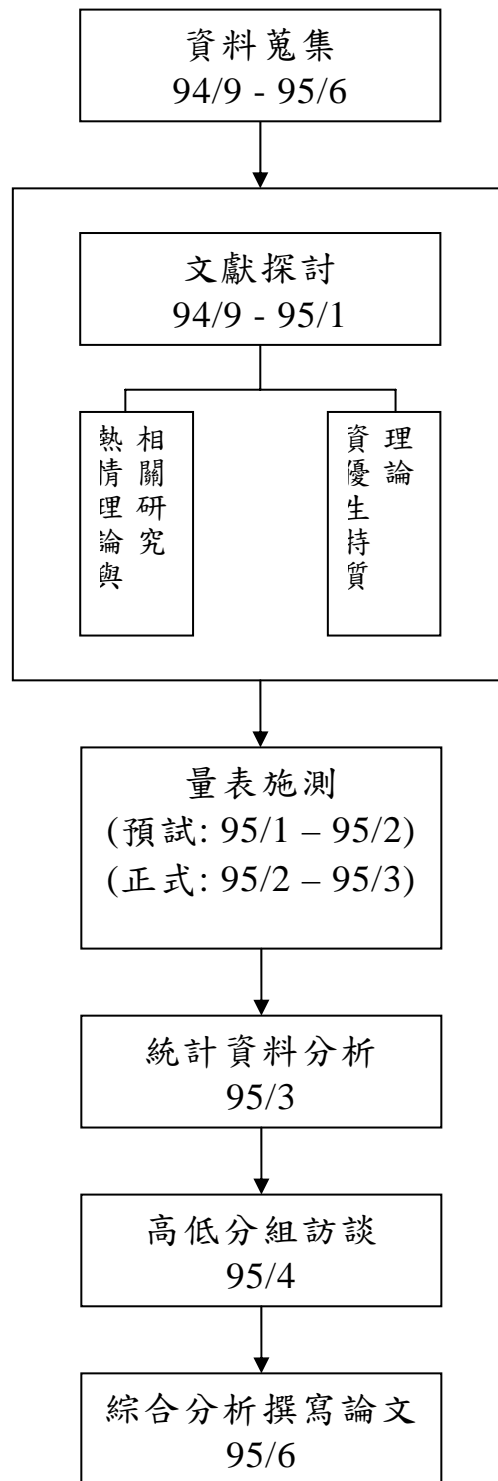 資料蒐集
94/9 - 95/6
文獻探討
94/9 - 95/1
熱情理論與
相關研究
資優生特質
理論
量表施測
(預試: 95/1 – 95/2)
(正式: 95/2 – 95/3)
統計資料分析
95/3
高低分組訪談
95/4
綜合分析撰寫論文
95/6